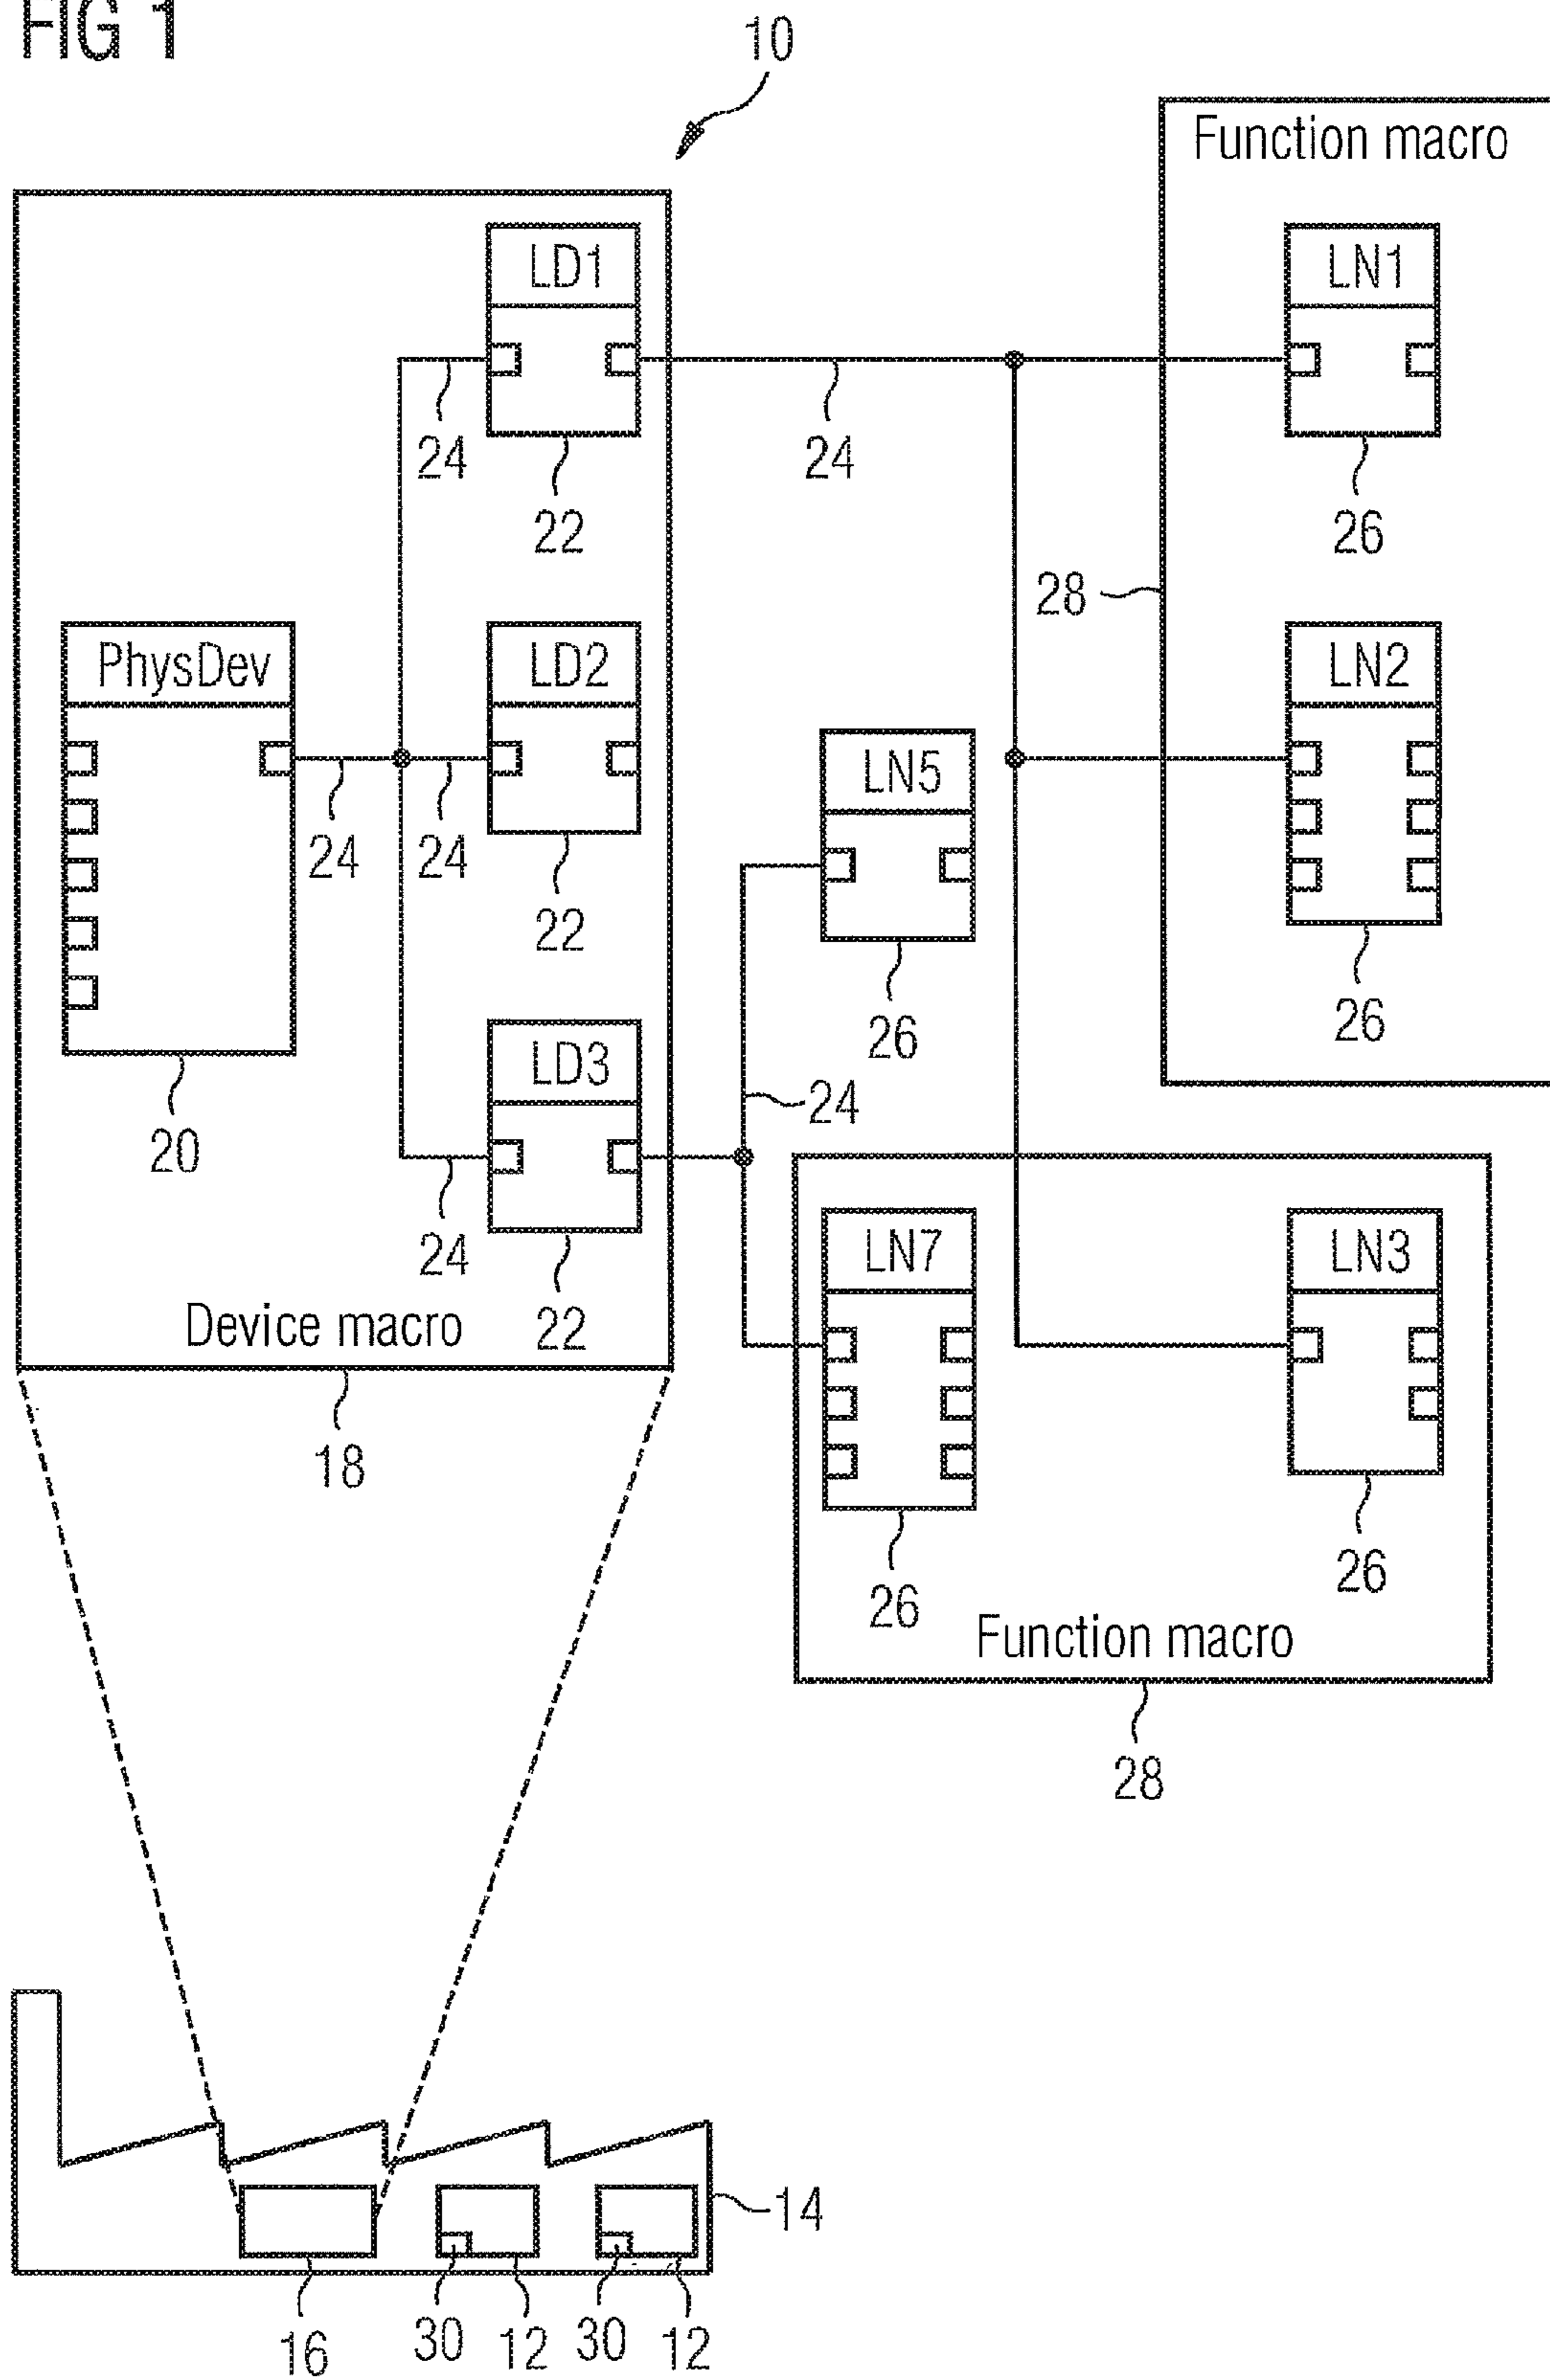 FIG 1
10
Function macro
LD1
LN1
24
24
22
26
28
PhysDev
LD2
LN2
LN5
24
24
22
26
26
LD3
24
20
24
22
LN7
LN3
Device macro
18
26
26
Function macro
28
14
16
30
12
30
12